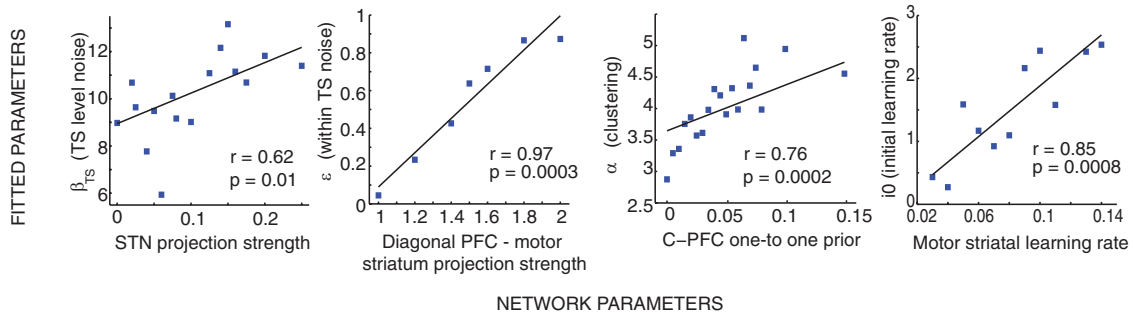 FITTED PARAMETERS
β_TS (TS level noise)
12
10
8
6
0
0.1
0.2
r = 0.62
p = 0.01
STN projection strength
ε (within TS noise)
1
0.8
0.6
0.4
0.2
0
1
1.2
1.4
1.6
1.8
2
r = 0.97
p = 0.0003
Diagonal PFC - motor
striatum projection strength
α (clustering)
5.5
5
4.5
4
3.5
3
2.5
0
0.05
0.1
0.15
r = 0.76
p = 0.0002
C-PFC one-to one prior
i0 (initial learning rate)
3
2
1
0
0.02
0.06
0.1
0.14
r = 0.85
p = 0.0008
Motor striatal learning rate
NETWORK PARAMETERS